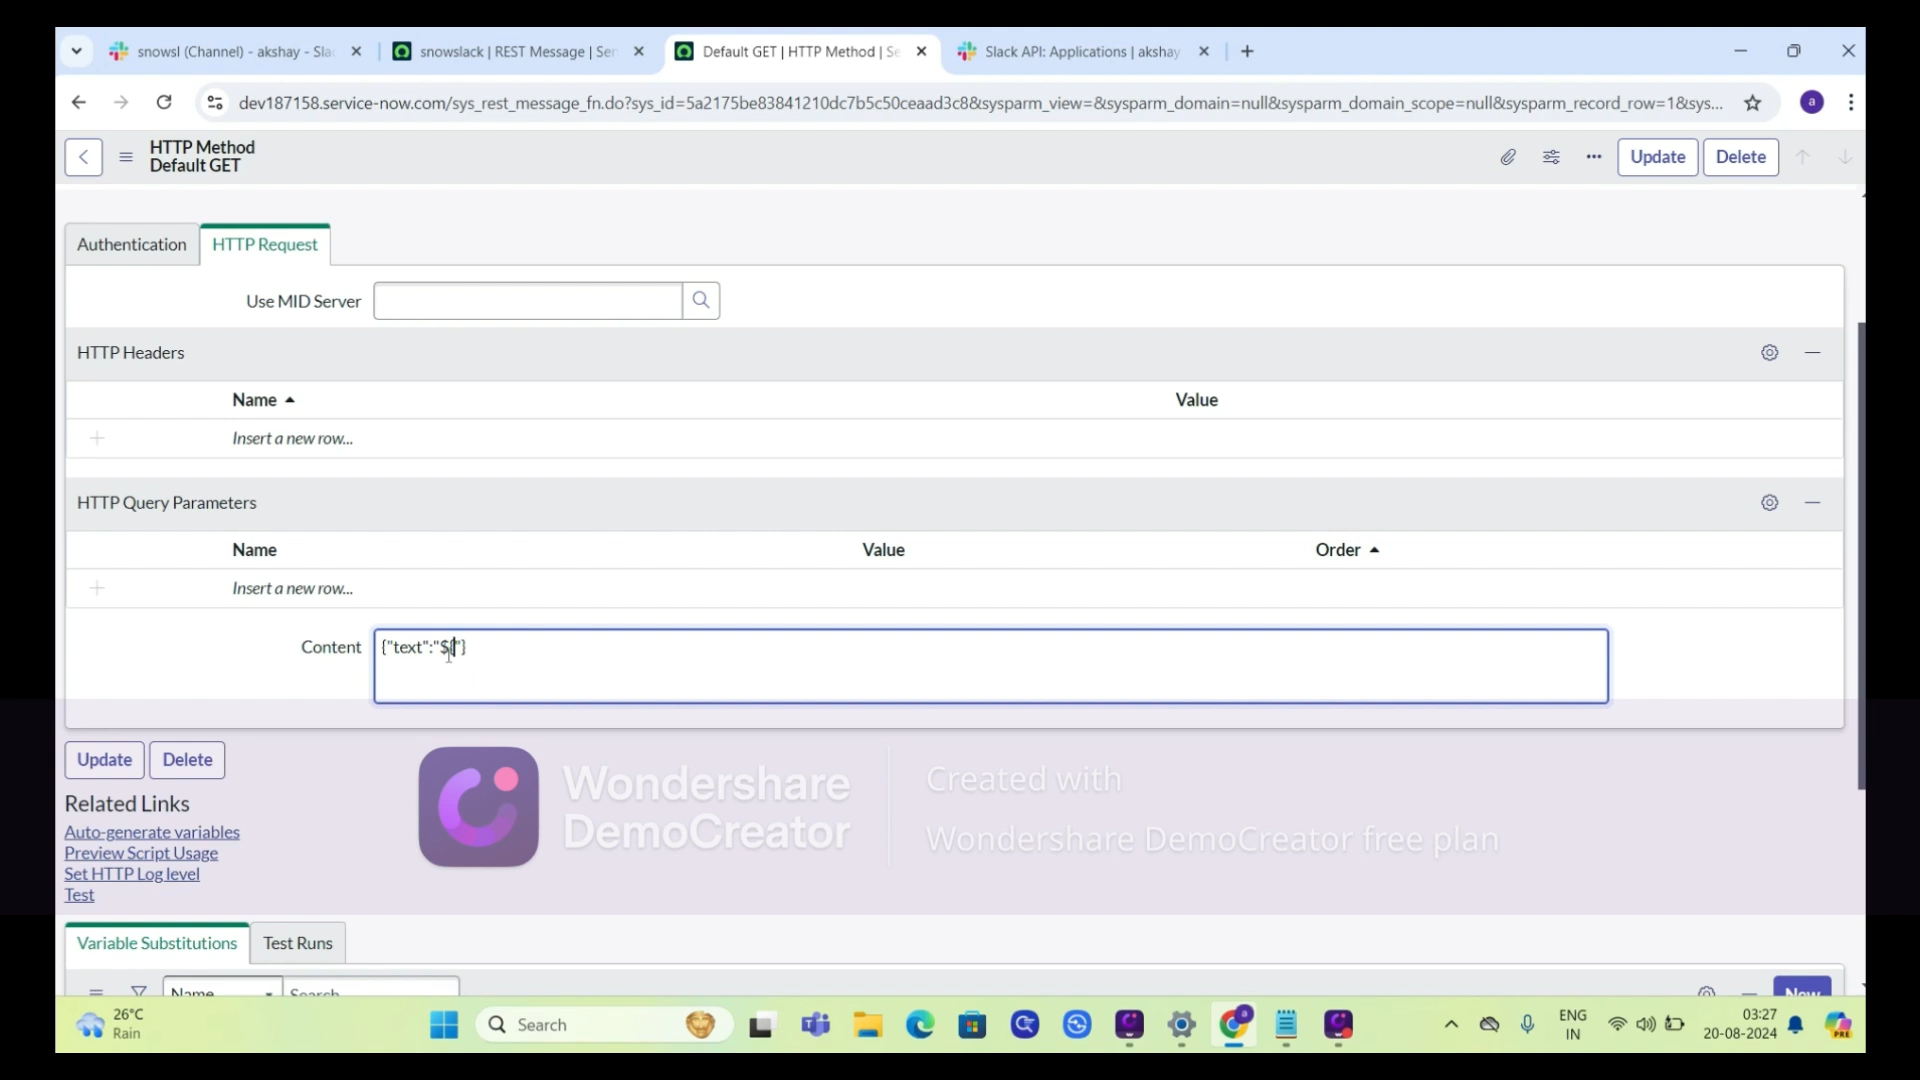 snowsl (Channel) - akshay - Sla
snowslack | REST Message | Ser
Default GET | HTTP Method | Se
Slack API: Applications | akshay
dev187158.service-now.com/sys_rest_message_fn.do?sys_id=5a2175be83841210dc7b5c50ceaad3c8&sysparm_view=&sysparm_domain=null&sysparm_domain_scope=null&sysparm_record_row=1&sys...
a
HTTP Method
Default GET
Update
Delete
Authentication
HTTP Request
Use MID Server
HTTP Headers
Name
Value
Insert a new row...
HTTP Query Parameters
Name
Value
Order
Insert a new row...
Content
{"text":"${"}
Update
Delete
Wondershare
DemoCreator
Created with
Wondershare DemoCreator free plan
Related Links
Auto-generate variables
Preview Script Usage
Set HTTP Log level
Test
Variable Substitutions
Test Runs
Name
Search
New
26°C
Rain
Search
ENG
IN
03:27
20-08-2024
PRE